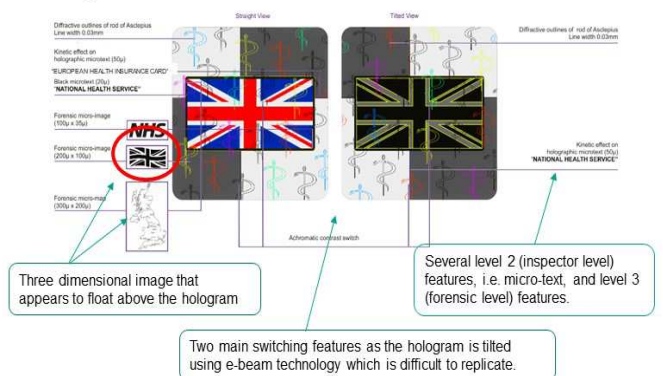 Straight View
Tilted View
Diffractive outlines of rod of Asclepius
Line width 0.03mm
Kinetic effect on
holographic microtext (50µ)
"EUROPEAN HEALTH INSURANCE CARD"
Black microtext (20µ)
"NATIONAL HEALTH SERVICE"
Forensic micro-image
(100µ x 35µ)
NHS
Forensic micro-image
(200µ x 100µ)
Forensic micro-map
(300µ x 200µ)
Diffractive outlines of rod of Asclepius
Line width 0.03mm
Kinetic effect on
holographic microtext (50µ)
"NATIONAL HEALTH SERVICE"
Achromatic contrast switch
Three dimensional image that
appears to float above the hologram
Several level 2 (inspector level)
features, i.e. micro-text, and level 3
(forensic level) features.
Two main switching features as the hologram is tilted
using e-beam technology which is difficult to replicate.